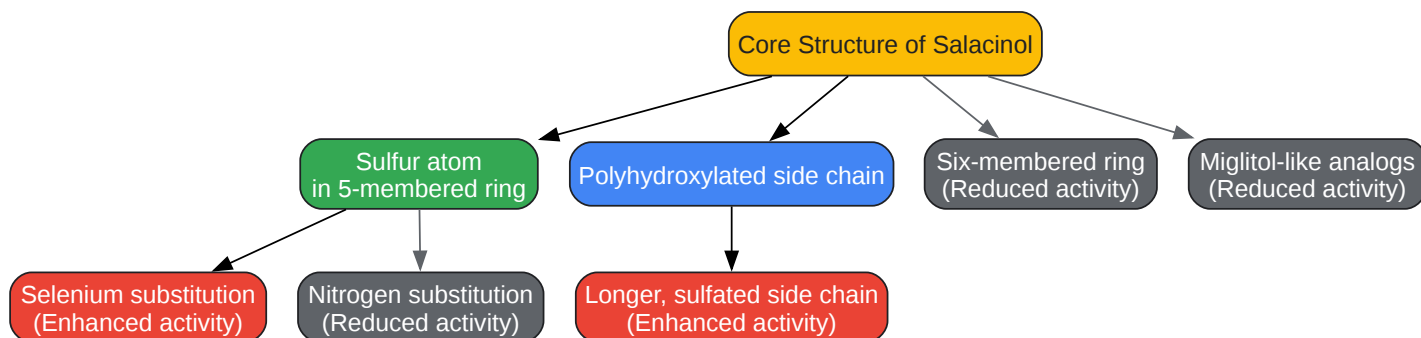 Core Structure of Salacinol
Sulfur atom
in 5-membered ring
Polyhydroxylated side chain
Six-membered ring
(Reduced activity)
Miglitol-like analogs
(Reduced activity)
Selenium substitution
(Enhanced activity)
Nitrogen substitution
(Reduced activity)
Longer, sulfated side chain
(Enhanced activity)